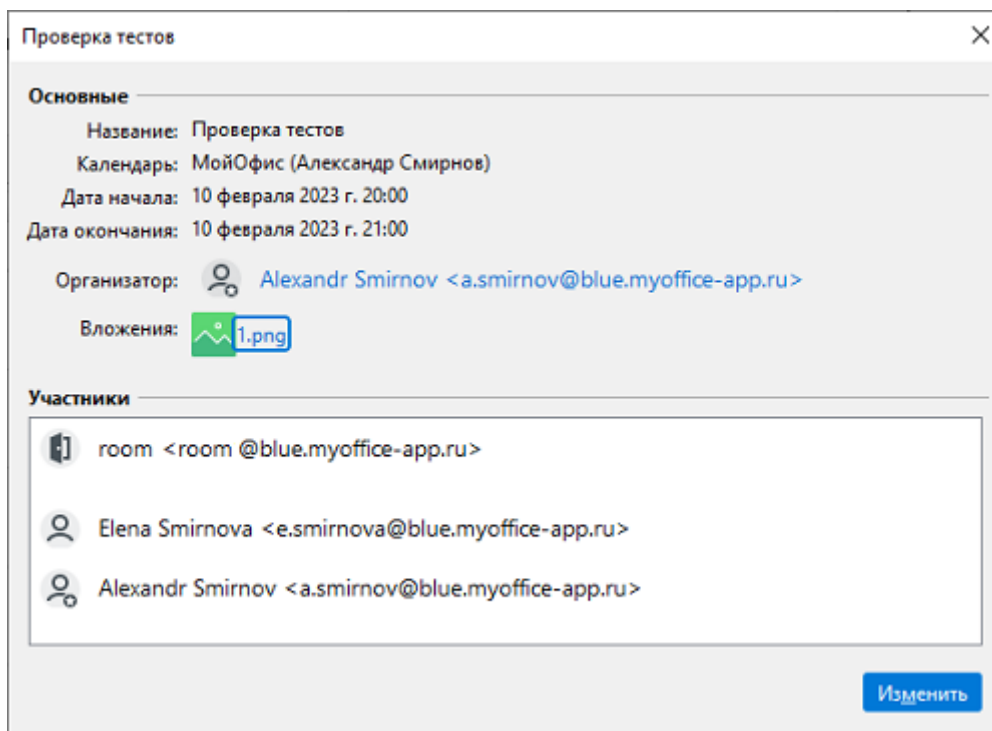 Проверка тестов
Основные
Название: Проверка тестов
Календарь: МойОфис (Александр Смирнов)
Дата начала: 10 февраля 2023 г. 20:00
Дата окончания: 10 февраля 2023 г. 21:00
Организатор: Alexandr Smirnov <a.smirnov@blue.myoffice-app.ru>
Вложения: 1.png
Участники
room <room @blue.myoffice-app.ru>
Elena Smirnova <e.smirnova@blue.myoffice-app.ru>
Alexandr Smirnov <a.smirnov@blue.myoffice-app.ru>
Изменить